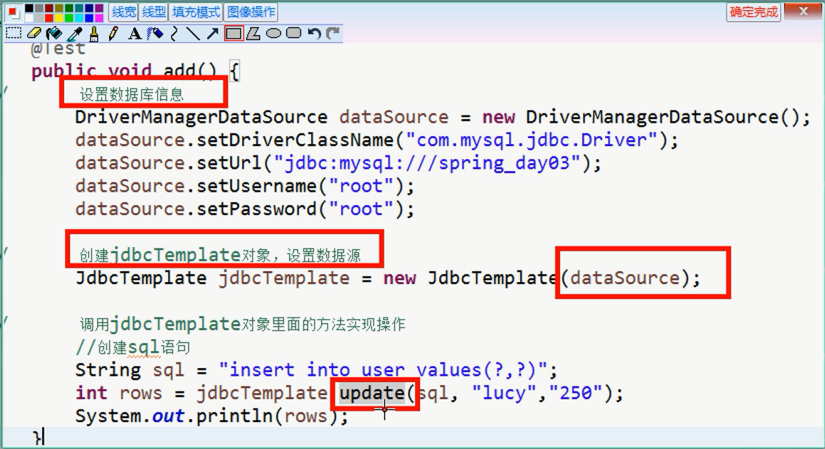 线宽 线型 填充模式 图像操作 确定完成
@Test
public void add() {
设置数据库信息
DriverManagerDataSource dataSource = new DriverManagerDataSource();
dataSource.setDriverClassName("com.mysql.jdbc.Driver");
dataSource.setUrl("jdbc:mysql:///spring_day03");
dataSource.setUsername("root");
dataSource.setPassword("root");
创建jdbcTemplate对象，设置数据源
JdbcTemplate jdbcTemplate = new JdbcTemplate(dataSource);
调用jdbcTemplate对象里面的方法实现操作
//创建sql语句
String sql = "insert into user values(?,?)";
int rows = jdbcTemplate update(sql, "lucy","250");
System.out.println(rows);
}